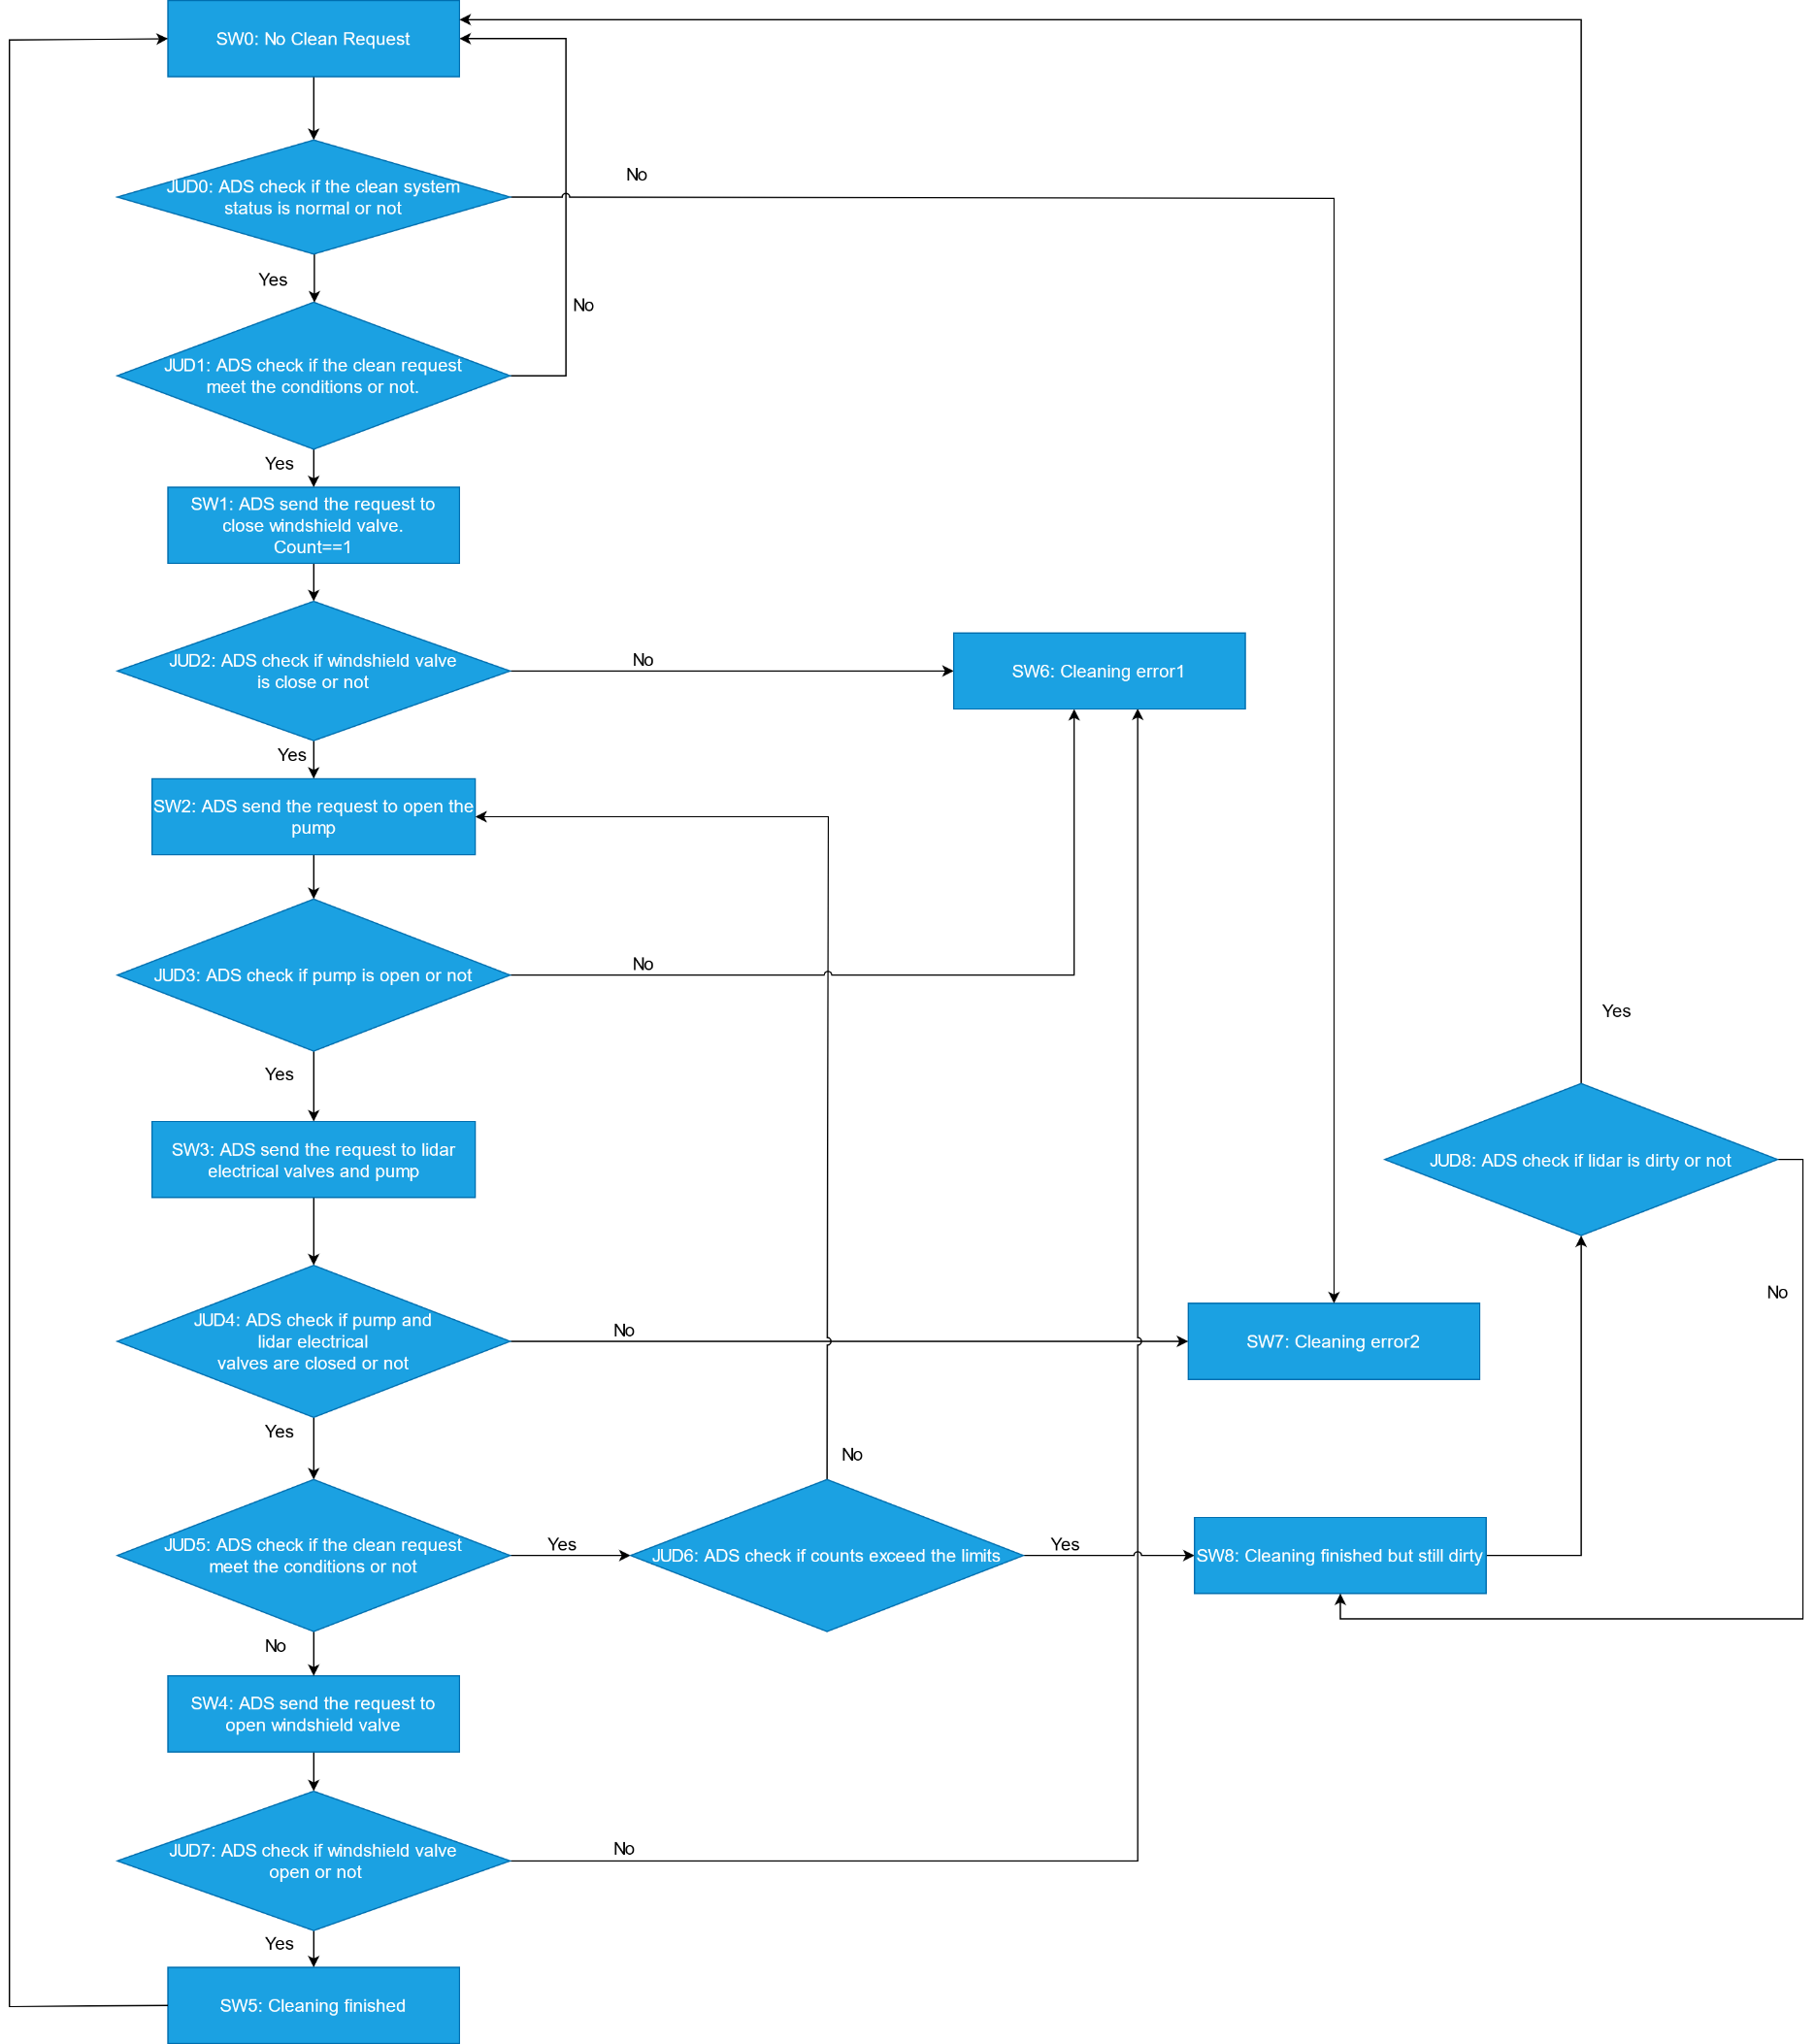 SW0: No Clean Request
No
JUD0: ADS check if the clean system
status is normal or not
Yes
No
JUD1: ADS check if the clean request
meet the conditions or not.
Yes
SW1: ADS send the request to
close windshield valve.
Count==1
JUD2: ADS check if windshield valve
is close or not
No
SW6: Cleaning error1
Yes
SW2: ADS send the request to open the
pump
JUD3: ADS check if pump is open or not
No
Yes
Yes
SW3: ADS send the request to lidar
electrical valves and pump
JUD8: ADS check if lidar is dirty or not
No
JUD4: ADS check if pump and
lidar electrical
valves are closed or not
No
SW7: Cleaning error2
Yes
No
JUD5: ADS check if the clean request
meet the conditions or not
Yes
JUD6: ADS check if counts exceed the limits
Yes
SW8: Cleaning finished but still dirty
No
SW4: ADS send the request to
open windshield valve
JUD7: ADS check if windshield valve
open or not
No
Yes
SW5: Cleaning finished